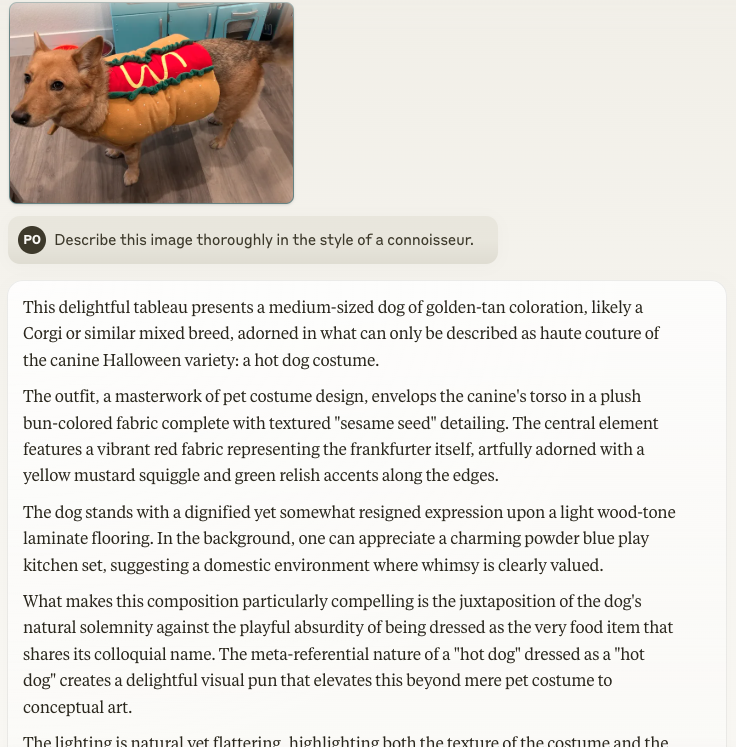 PO
Describe this image thoroughly in the style of a connoisseur.
This delightful tableau presents a medium-sized dog of golden-tan coloration, likely a
Corgi or similar mixed breed, adorned in what can only be described as haute couture of
the canine Halloween variety: a hot dog costume.
The outfit, a masterwork of pet costume design, envelops the canine's torso in a plush
bun-colored fabric complete with textured "sesame seed" detailing. The central element
features a vibrant red fabric representing the frankfurter itself, artfully adorned with a
yellow mustard squiggle and green relish accents along the edges.
The dog stands with a dignified yet somewhat resigned expression upon a light wood-tone
laminate flooring. In the background, one can appreciate a charming powder blue play
kitchen set, suggesting a domestic environment where whimsy is clearly valued.
What makes this composition particularly compelling is the juxtaposition of the dog's
natural solemnity against the playful absurdity of being dressed as the very food item that
shares its colloquial name. The meta-referential nature of a "hot dog" dressed as a "hot
dog" creates a delightful visual pun that elevates this beyond mere pet costume to
conceptual art.
The lighting is natural yet flattering, highlighting both the texture of the costume and the